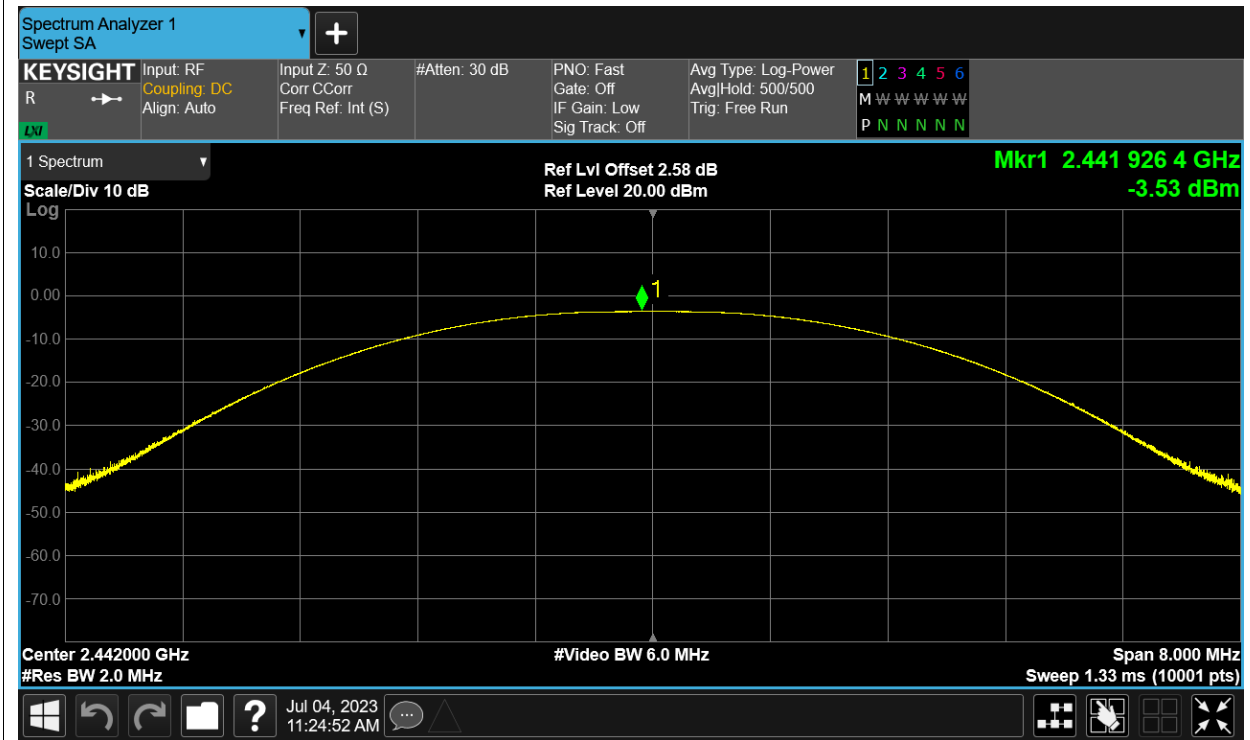 Spectrum Analyzer 1
Swept SA
KEYSIGHT
R
LXI
Input: RF
Coupling: DC
Align: Auto
Input Z: 50 Ω
Corr CCorr
Freq Ref: Int (S)
#Atten: 30 dB
PNO: Fast
Gate: Off
IF Gain: Low
Sig Track: Off
Avg Type: Log-Power
Avg|Hold: 500/500
Trig: Free Run
1 2 3 4 5 6
M W W W W W
P N N N N N
1 Spectrum
Scale/Div 10 dB
Log
Ref Lvl Offset 2.58 dB
Ref Level 20.00 dBm
Mkr1 2.441 926 4 GHz
-3.53 dBm
10.0
0.00
-10.0
-20.0
-30.0
-40.0
-50.0
-60.0
-70.0
1
Center 2.442000 GHz
#Res BW 2.0 MHz
#Video BW 6.0 MHz
Span 8.000 MHz
Sweep 1.33 ms (10001 pts)
?
Jul 04, 2023
11:24:52 AM